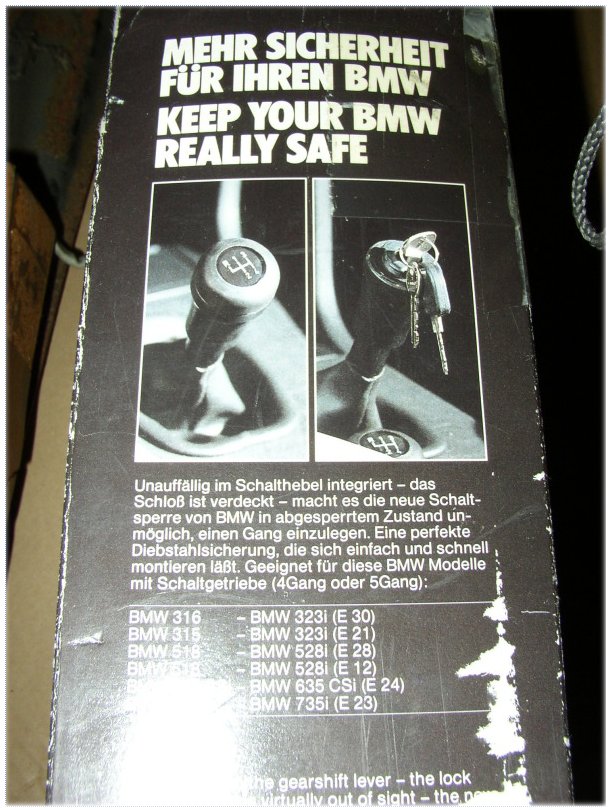 MEHR SICHERHEIT
FÜR IHREN BMW
KEEP YOUR BMW
REALLY SAFE
Unauffällig im Schalthebel integriert – das
Schloß ist verdeckt – macht es die neue Schalt-
sperre von BMW in abgesperrtem Zustand un-
möglich, einen Gang einzulegen. Eine perfekte
Diebstahlsicherung, die sich einfach und schnell
montieren läßt. Geeignet für diese BMW Modelle
mit Schaltgetriebe (4Gang oder 5Gang):
BMW 316 – BMW 323i (E 30)
BMW 315 – BMW 323i (E 21)
BMW 518 – BMW 528i (E 28)
BMW 518 – BMW 528i (E 12)
BMW 635 CSi (E 24)
– BMW 735i (E 23)
the gearshift lever – the lock
virtually out of sight – the new